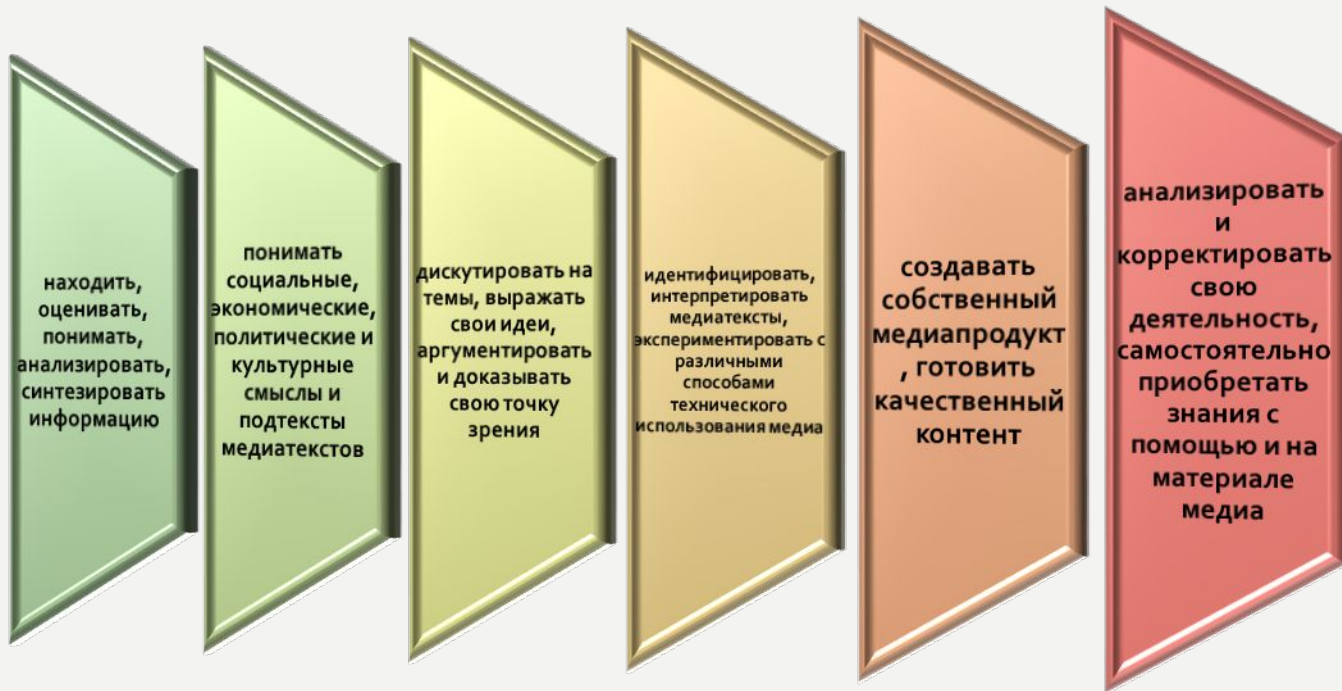 находить,
оценивать,
понимать,
анализировать,
синтезировать
информацию
понимать
социальные,
экономические,
политические и
культурные
смыслы и
подтексты
медиатекстов
дискутировать на
темы, выражать
свои идеи,
аргументировать
и доказывать
свою точку
зрения
идентифицировать,
интерпретировать
медиатексты,
экспериментировать с
различными
способами
технического
использования медиа
создавать
собственный
медиапродукт
, готовить
качественный
контент
анализировать
и
корректировать
свою
деятельность,
самостоятельно
приобретать
знания с
помощью и на
материале
медиа